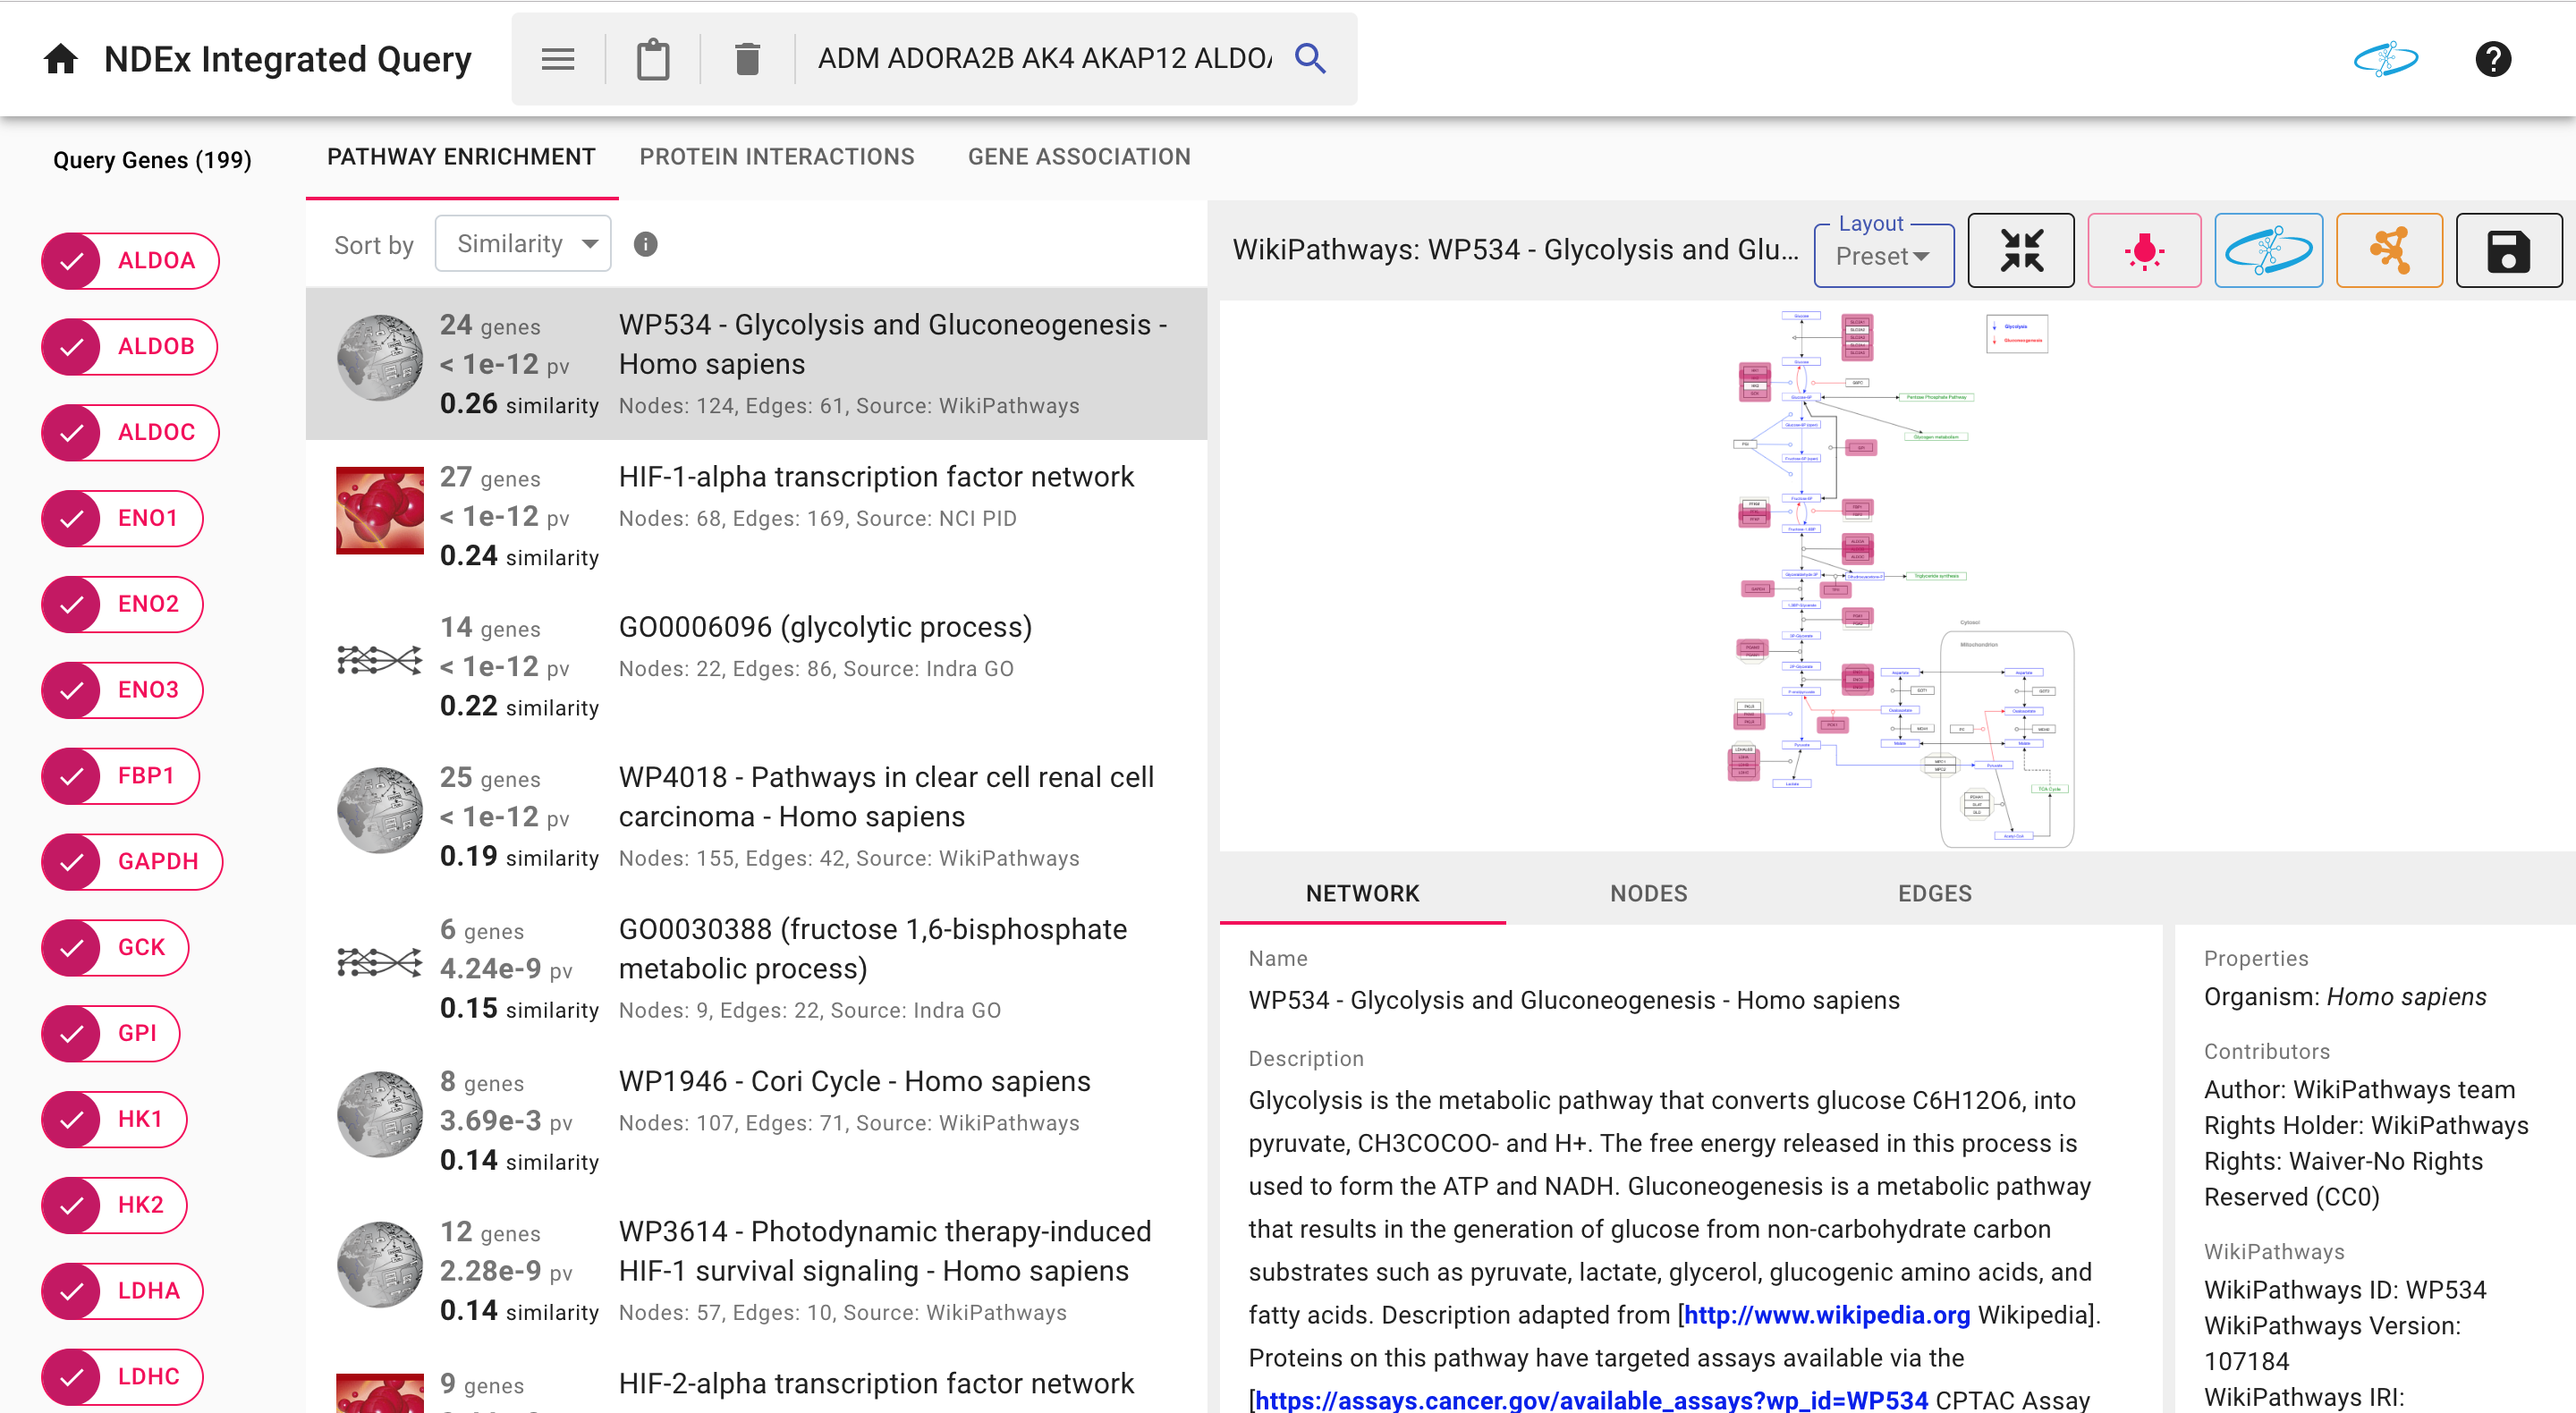 NDEx Integrated Query
ADM ADORA2B AK4 AKAP12 ALDO
Query Genes (199)
ALDOA
ALDOB
ALDOC
ENO1
ENO2
ENO3
FBP1
GAPDH
GCK
GPI
HK1
HK2
LDHA
LDHC
PATHWAY ENRICHMENT
PROTEIN INTERACTIONS
GENE ASSOCIATION
Sort by
Similarity
24 genes
< 1e-12 pv
0.26 similarity
WP534 - Glycolysis and Gluconeogenesis -
Homo sapiens
Nodes: 124, Edges: 61, Source: WikiPathways
27 genes
< 1e-12 pv
0.24 similarity
HIF-1-alpha transcription factor network
Nodes: 68, Edges: 169, Source: NCI PID
14 genes
< 1e-12 pv
0.22 similarity
GO0006096 (glycolytic process)
Nodes: 22, Edges: 86, Source: Indra GO
25 genes
< 1e-12 pv
0.19 similarity
WP4018 - Pathways in clear cell renal cell
carcinoma - Homo sapiens
Nodes: 155, Edges: 42, Source: WikiPathways
6 genes
4.24e-9 pv
0.15 similarity
GO0030388 (fructose 1,6-bisphosphate
metabolic process)
Nodes: 9, Edges: 22, Source: Indra GO
8 genes
3.69e-3 pv
0.14 similarity
WP1946 - Cori Cycle - Homo sapiens
Nodes: 107, Edges: 71, Source: WikiPathways
12 genes
2.28e-9 pv
0.14 similarity
WP3614 - Photodynamic therapy-induced
HIF-1 survival signaling - Homo sapiens
Nodes: 57, Edges: 10, Source: WikiPathways
9 genes
HIF-2-alpha transcription factor network
WikiPathways: WP534 - Glycolysis and Glu...
Layout
Preset
Glycolysis
Gluconeogenesis
Pentose Phosphate Pathway
Glycogen metabolism
Triglyceride synthesis
Cytosol
Mitochondrion
TCA Cycle
Pyruvate
Lactate
NETWORK
NODES
EDGES
Name
WP534 - Glycolysis and Gluconeogenesis - Homo sapiens
Description
Glycolysis is the metabolic pathway that converts glucose C6H12O6, into
pyruvate, CH3COCOO- and H+. The free energy released in this process is
used to form the ATP and NADH. Gluconeogenesis is a metabolic pathway
that results in the generation of glucose from non-carbohydrate carbon
substrates such as pyruvate, lactate, glycerol, glucogenic amino acids, and
fatty acids. Description adapted from [http://www.wikipedia.org Wikipedia].
Proteins on this pathway have targeted assays available via the
[https://assays.cancer.gov/available_assays?wp_id=WP534 CPTAC Assay
Properties
Organism: Homo sapiens
Contributors
Author: WikiPathways team
Rights Holder: WikiPathways
Rights: Waiver-No Rights
Reserved (CC0)
WikiPathways
WikiPathways ID: WP534
WikiPathways Version:
107184
WikiPathways IRI: